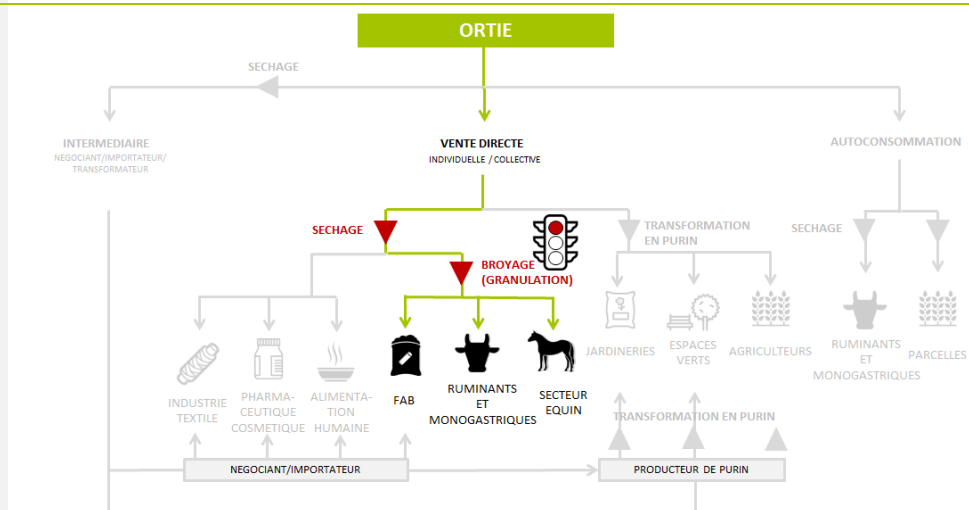 ORTIE
SECHAGE
INTERMEDIAIRE
NEGOCIANT/IMPORTATEUR/
TRANSFORMATEUR
VENTE DIRECTE
INDIVIDUELLE / COLLECTIVE
AUTOCONSOMMATION
SECHAGE
TRANSFORMATION
EN PURIN
SECHAGE
BROYAGE
(GRANULATION)
INDUSTRIE
TEXTILE
PHARMA-
CEUTIQUE
COSMETIQUE
ALIMENTA-
TION
HUMAINE
FAB
RUMINANTS
ET
MONOGASTRIQUES
SECTEUR
EQUIN
JARDINERIES
ESPACES
VERTS
AGRICULTEURS
RUMINANTS
ET
MONOGASTRIQUES
PARCELLES
TRANSFORMATION EN PURIN
NEGOCIANT/IMPORTATEUR
PRODUCTEUR DE PURIN